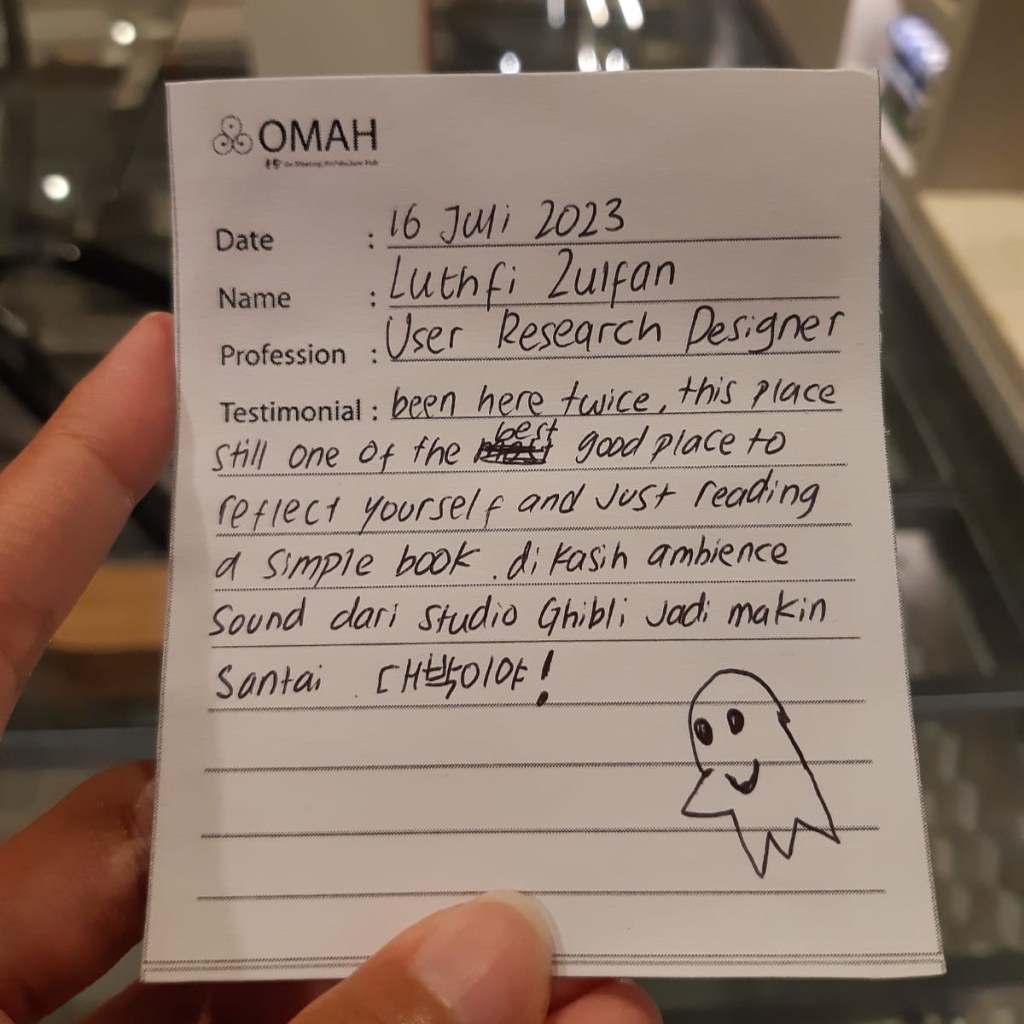 OMAH
Date : 16 Juli 2023
Name : Luthfi Zulfan
Profession : User Research Designer
Testimonial : been here twice, this place
still one of the best good place to
reflect yourself and just reading
a simple book. di kasih ambience
sound dari studio Ghibli jadi makin
santai. 대박이야!